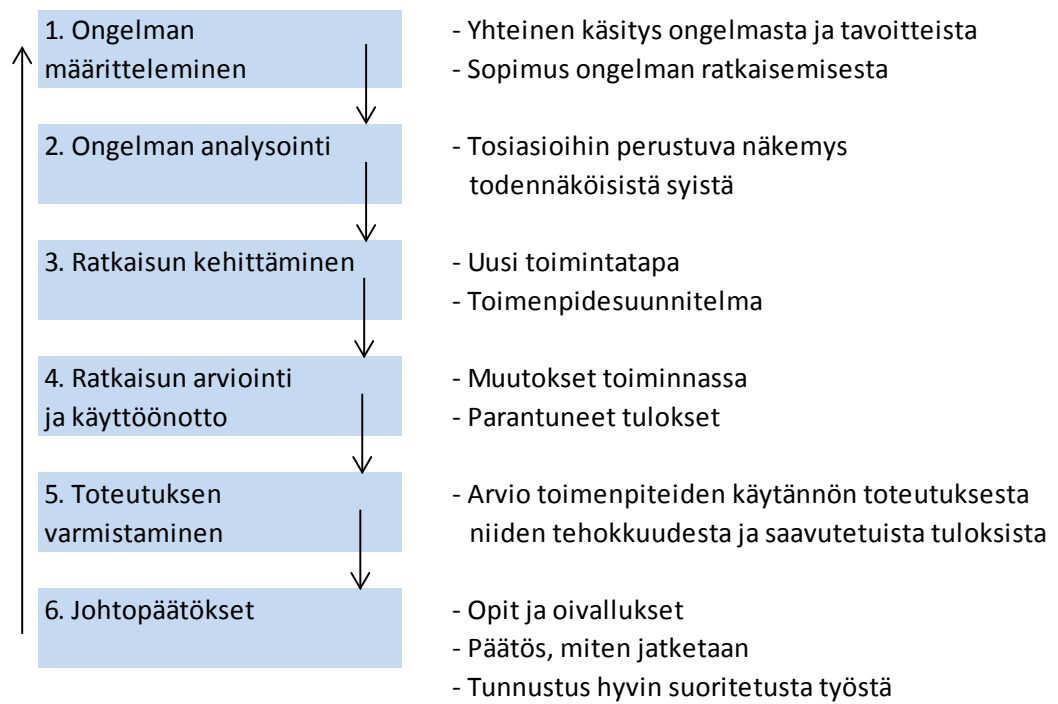 1. Ongelman
määritteleminen
- Yhteinen käsitys ongelmasta ja tavoitteista
- Sopimus ongelman ratkaisemisesta
2. Ongelman analysointi
- Tosiasioihin perustuva näkemys
todennäköisistä syistä
3. Ratkaisun kehittäminen
- Uusi toimintatapa
- Toimenpidesuunnitelma
4. Ratkaisun arviointi
ja käyttöönotto
- Muutokset toiminnassa
- Parantuneet tulokset
5. Toteutuksen
varmistaminen
- Arvio toimenpiteiden käytännön toteutuksesta
niiden tehokkuudesta ja saavutetuista tuloksista
6. Johtopäätökset
- Opit ja oivallukset
- Päätös, miten jatketaan
- Tunnustus hyvin suoritetusta työstä